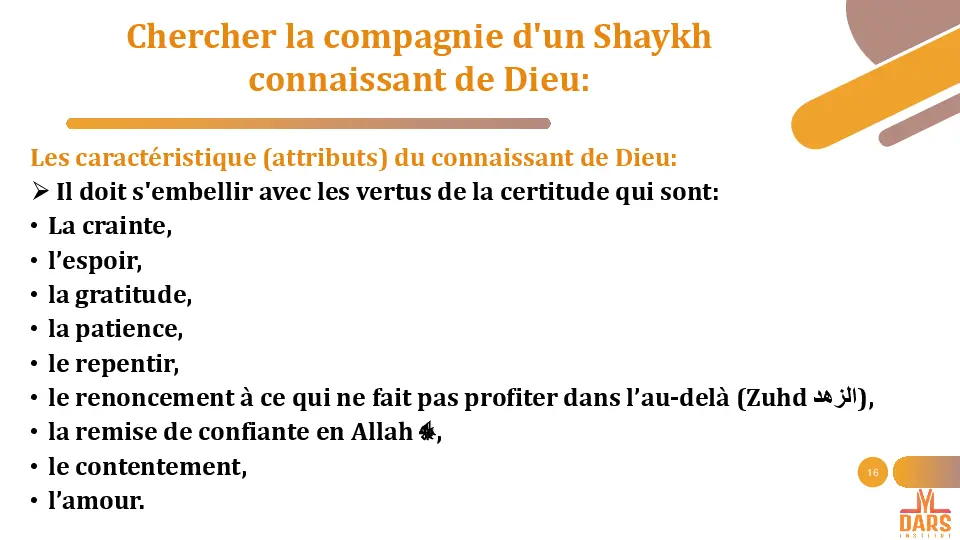 Chercher la compagnie d'un Shaykh
connaissant de Dieu:
Les caractéristique (attributs) du connaissant de Dieu:
➢ Il doit s'embellir avec les vertus de la certitude qui sont:
• La crainte,
• l’espoir,
• la gratitude,
• la patience,
• le repentir,
• le renoncement à ce qui ne fait pas profiter dans l’au-delà (Zuhd الزهد),
• la remise de confiante en Allah ,
• le contentement,
• l’amour.
16
DARS
INSTITUT